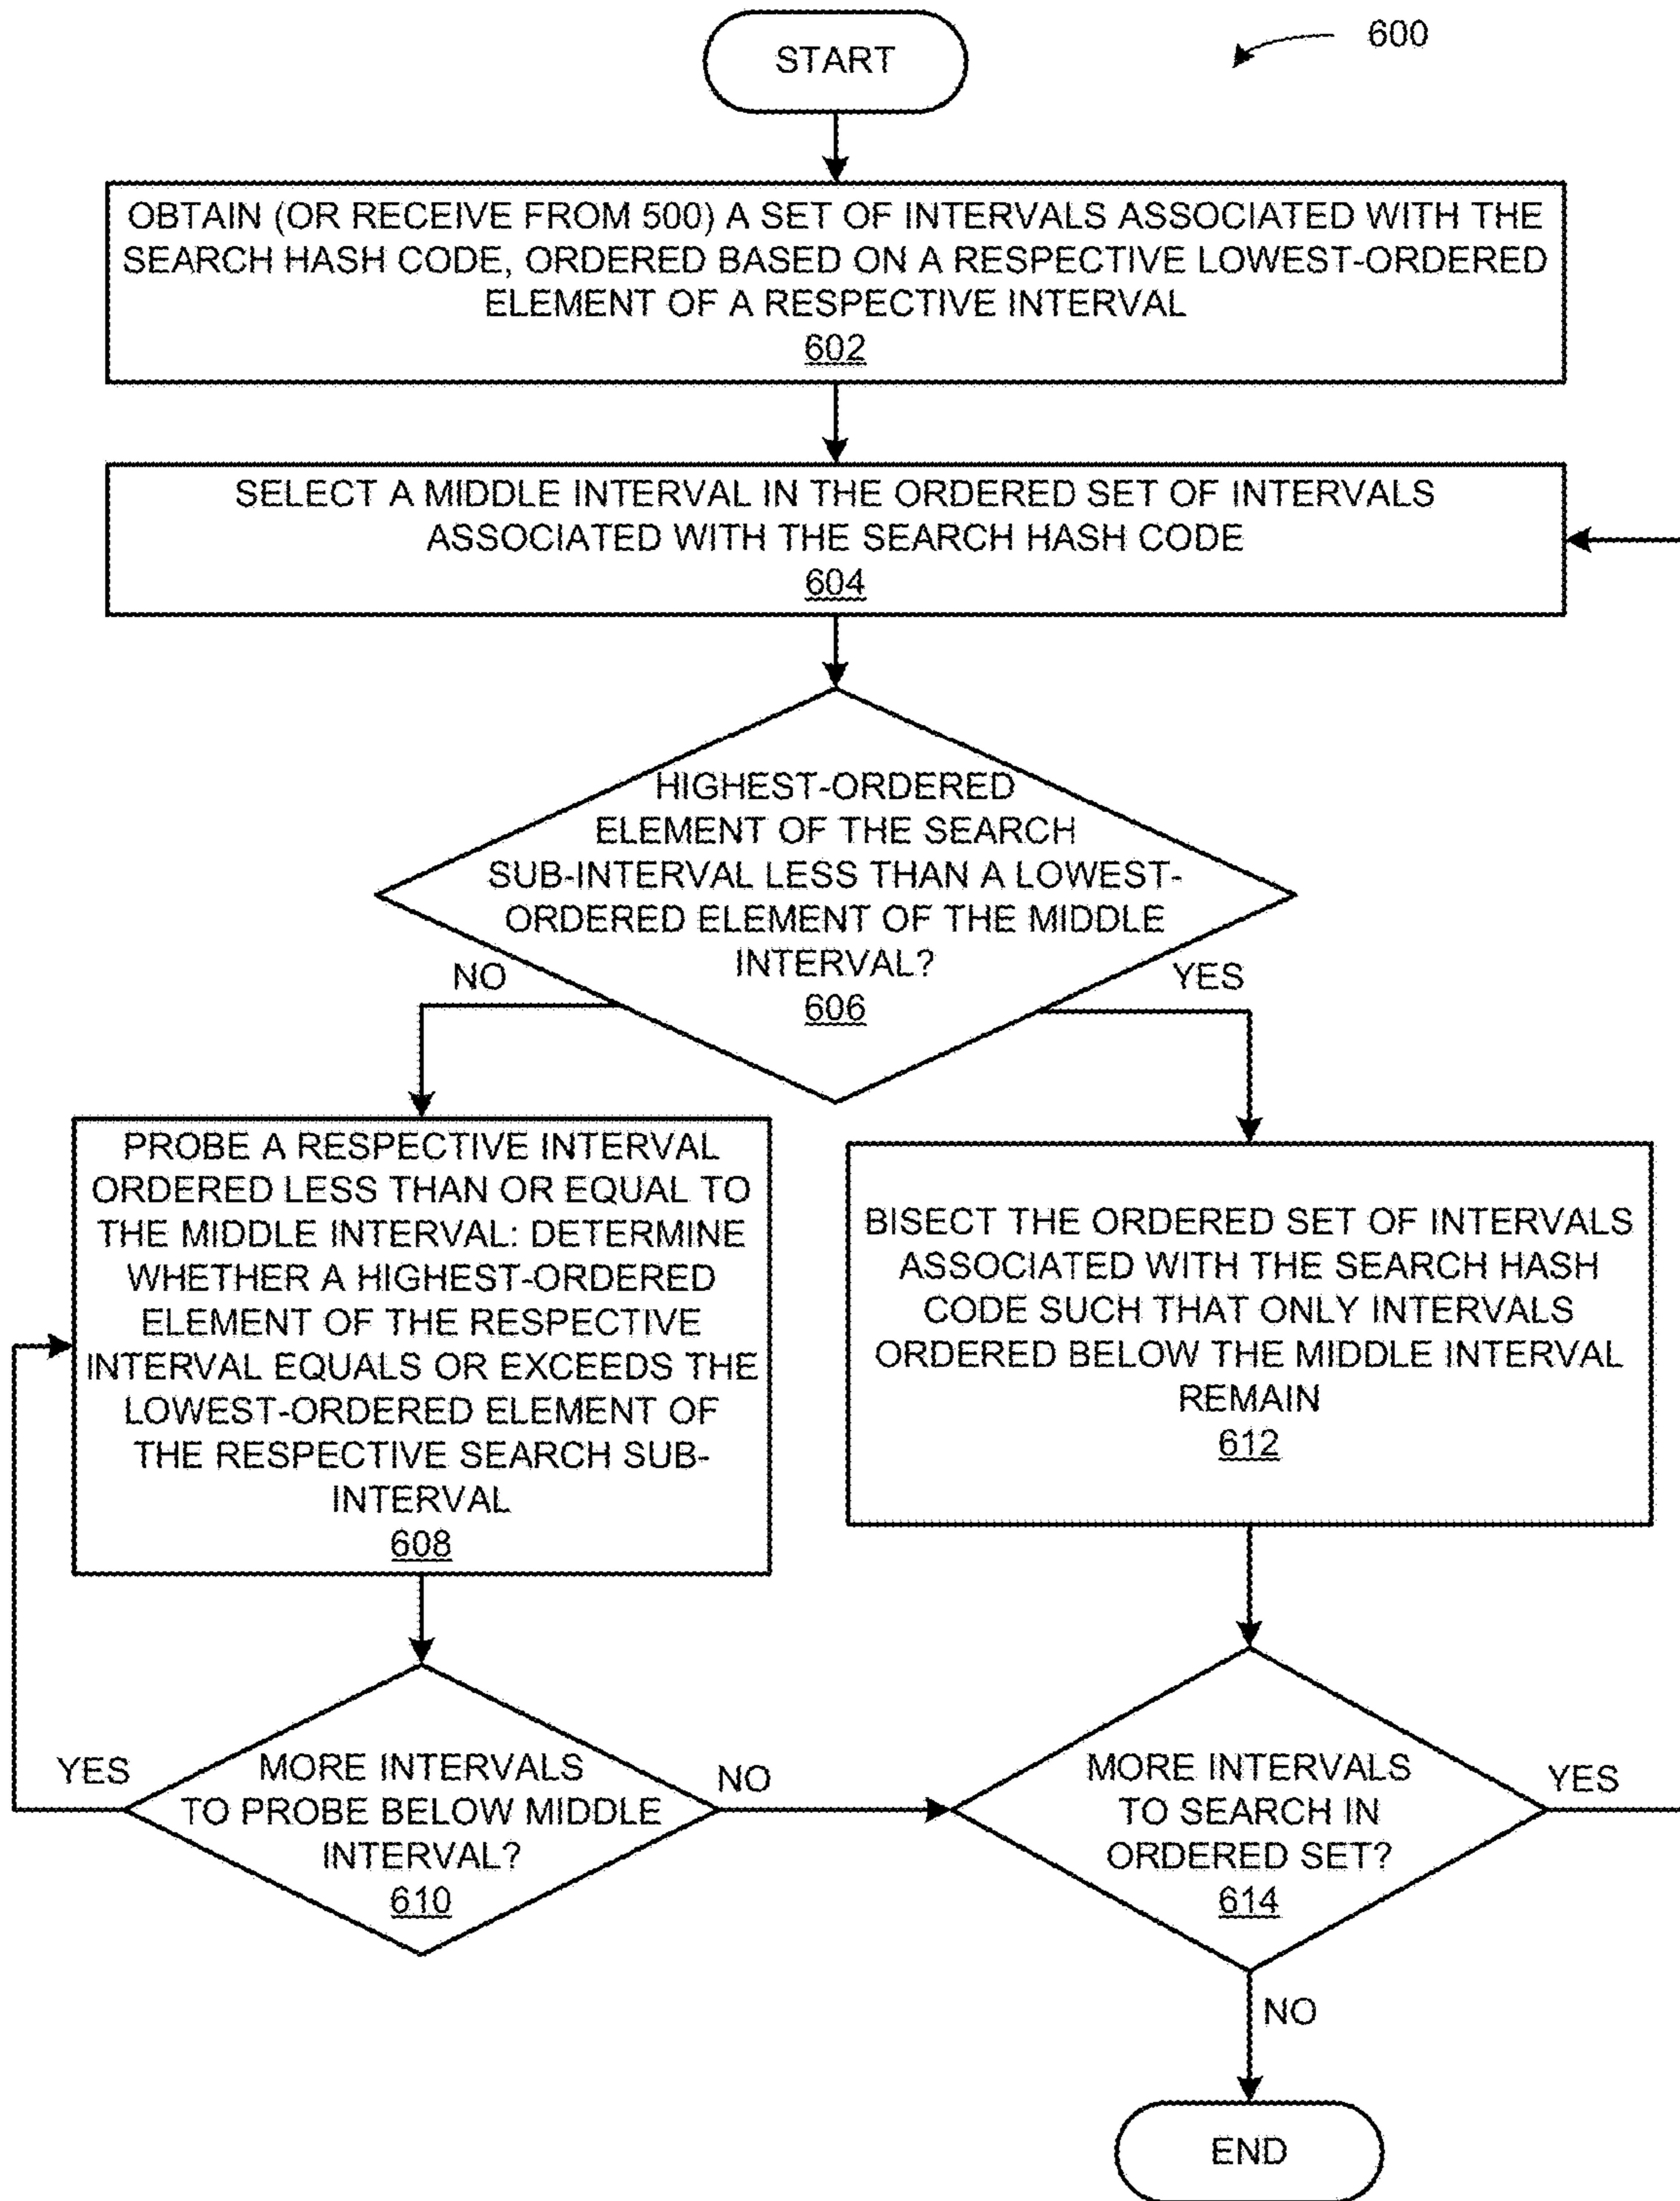 START
600
OBTAIN (OR RECEIVE FROM 500) A SET OF INTERVALS ASSOCIATED WITH THE
SEARCH HASH CODE, ORDERED BASED ON A RESPECTIVE LOWEST-ORDERED
ELEMENT OF A RESPECTIVE INTERVAL
602
SELECT A MIDDLE INTERVAL IN THE ORDERED SET OF INTERVALS
ASSOCIATED WITH THE SEARCH HASH CODE
604
HIGHEST-ORDERED
ELEMENT OF THE SEARCH
SUB-INTERVAL LESS THAN A LOWEST-
ORDERED ELEMENT OF THE MIDDLE
INTERVAL?
606
NO
YES
PROBE A RESPECTIVE INTERVAL
ORDERED LESS THAN OR EQUAL TO
THE MIDDLE INTERVAL: DETERMINE
WHETHER A HIGHEST-ORDERED
ELEMENT OF THE RESPECTIVE
INTERVAL EQUALS OR EXCEEDS THE
LOWEST-ORDERED ELEMENT OF
THE RESPECTIVE SEARCH SUB-
INTERVAL
608
BISECT THE ORDERED SET OF INTERVALS
ASSOCIATED WITH THE SEARCH HASH
CODE SUCH THAT ONLY INTERVALS
ORDERED BELOW THE MIDDLE INTERVAL
REMAIN
612
YES
MORE INTERVALS
TO PROBE BELOW MIDDLE
INTERVAL?
610
NO
MORE INTERVALS
TO SEARCH IN
ORDERED SET?
614
YES
NO
END